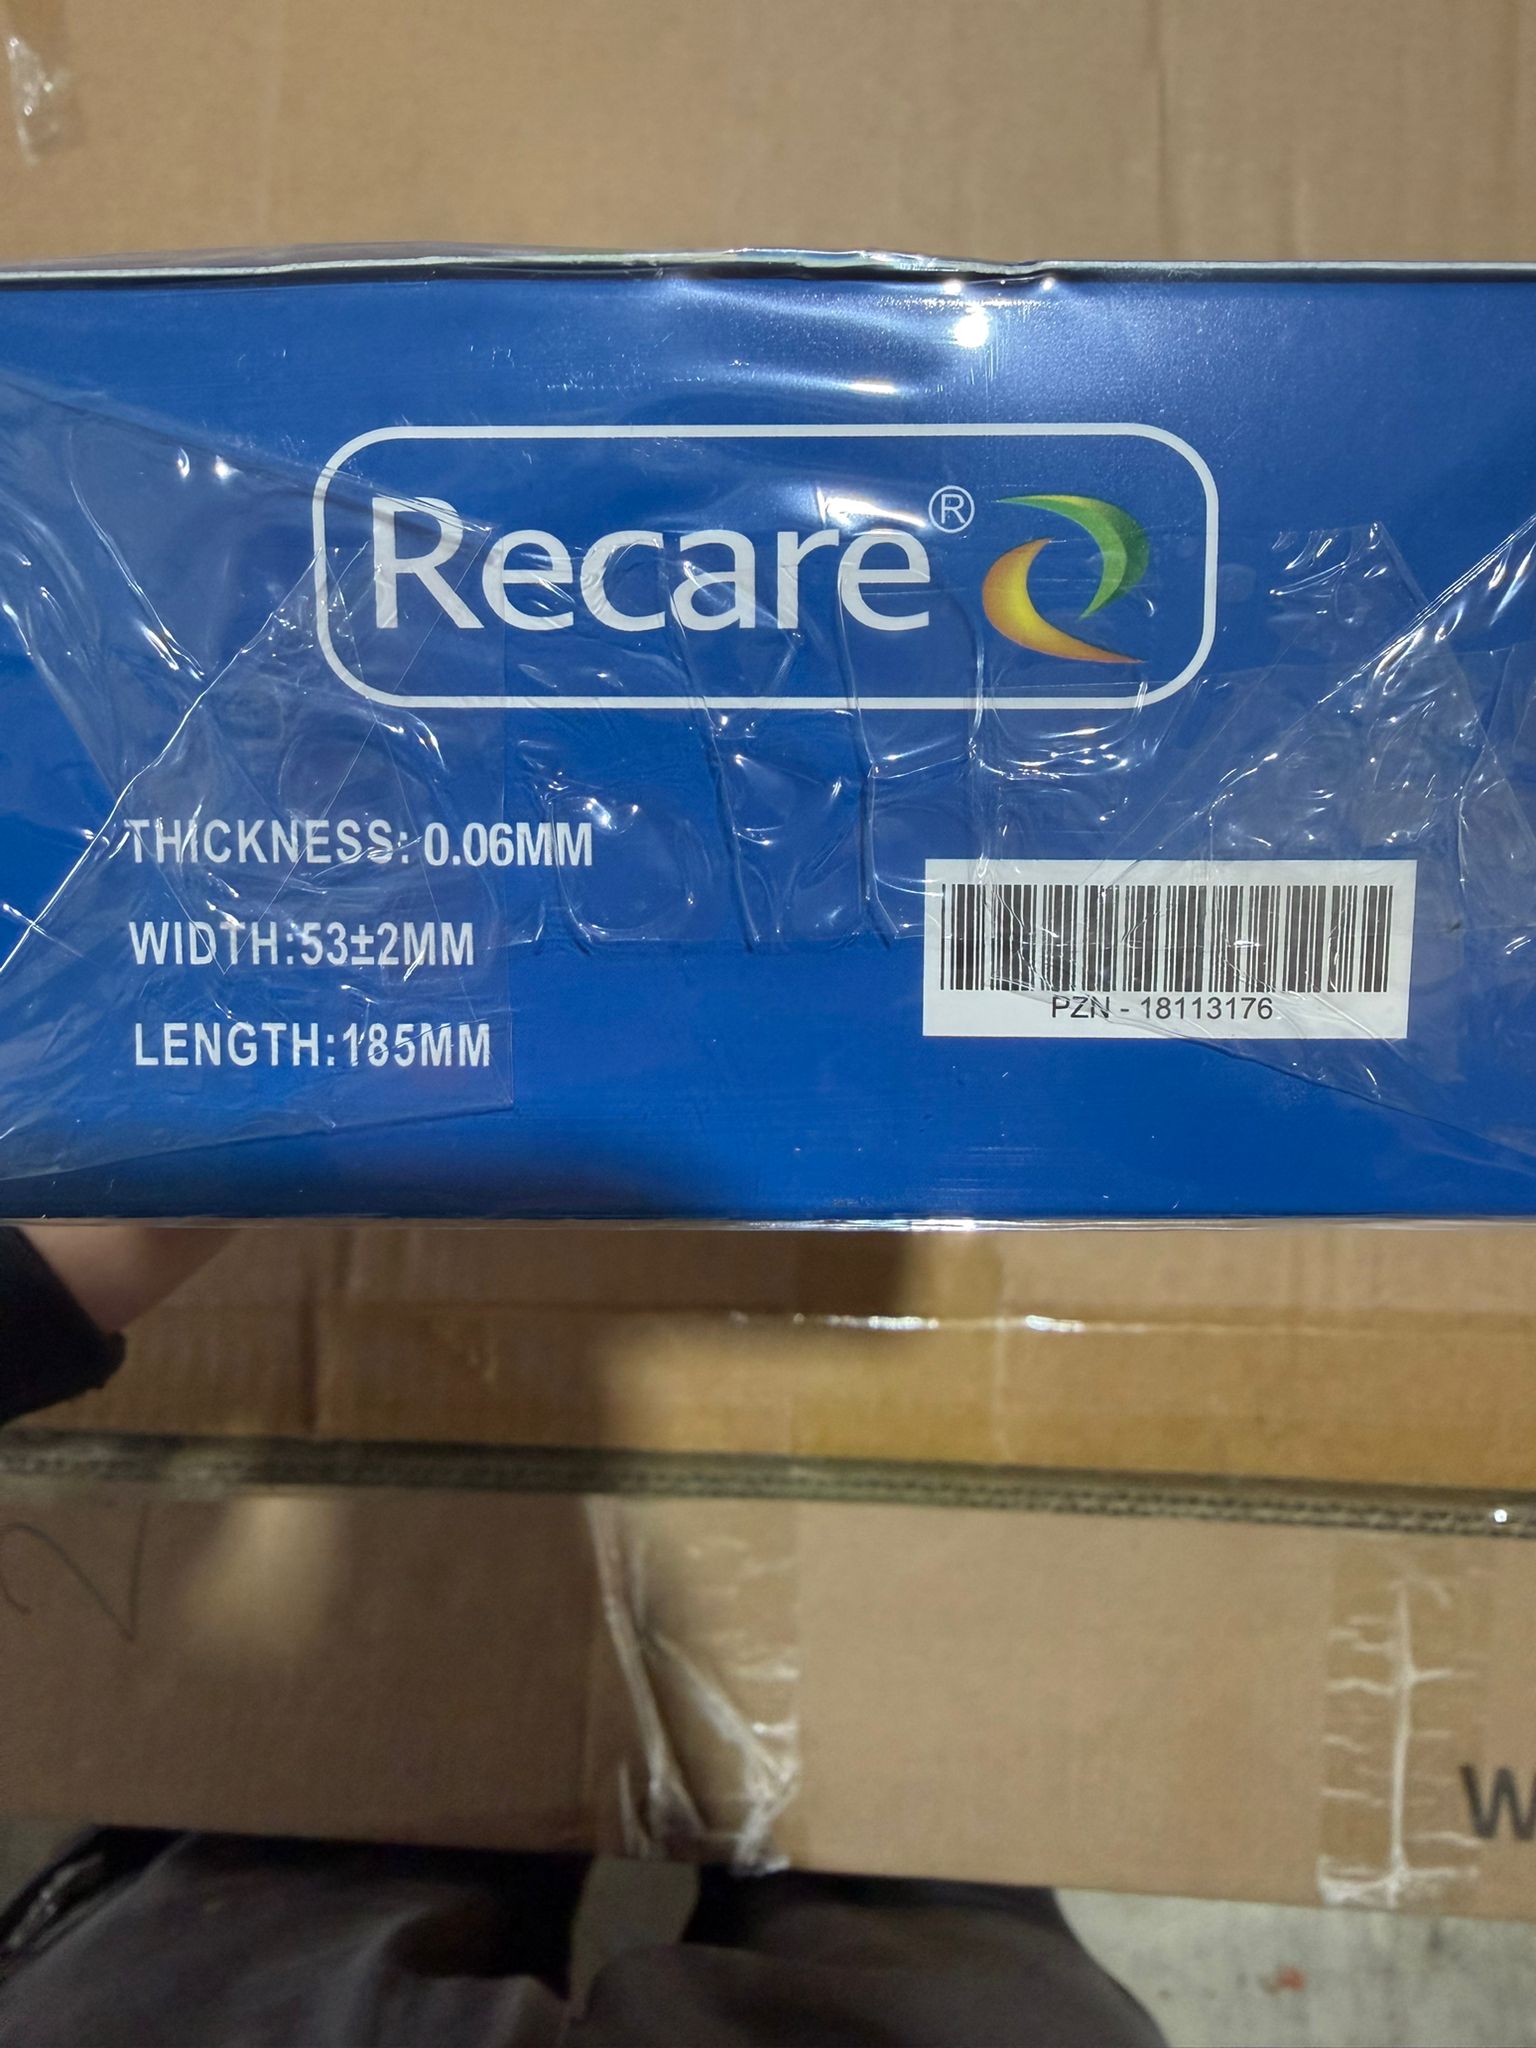 Recare®
THICKNESS: 0.06MM
WIDTH:53±2MM
LENGTH:185MM
PZN - 18113176
W